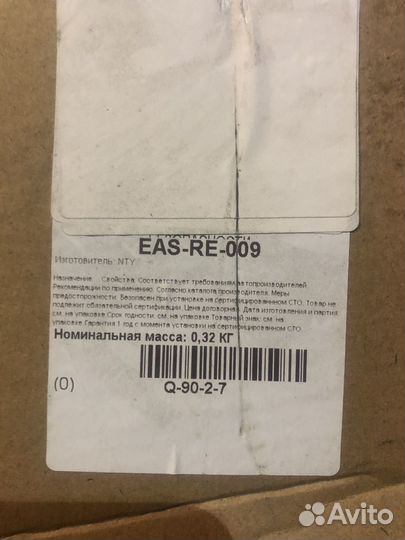 EAS-RE-009
Изготовитель: NTY
Назначение: Свойства: Соответствует требованиям автопроизводителей.
Рекомендации по применению: Согласно каталога производителя. Меры
предосторожности: Безопасен при установке на сертифицированнном СТО. Товар не
подлежит обязательной сертификации. Цена договорная. Дата изготовления и партия:
см. на упаковке. Срок годности: см. на упаковке. Товарный знак: см. на
упаковке. Гарантия 1 год с момента установки на сертифицированном СТО.
Номинальная масса: 0,32 КГ
(0)
Q-90-2-7
Avito